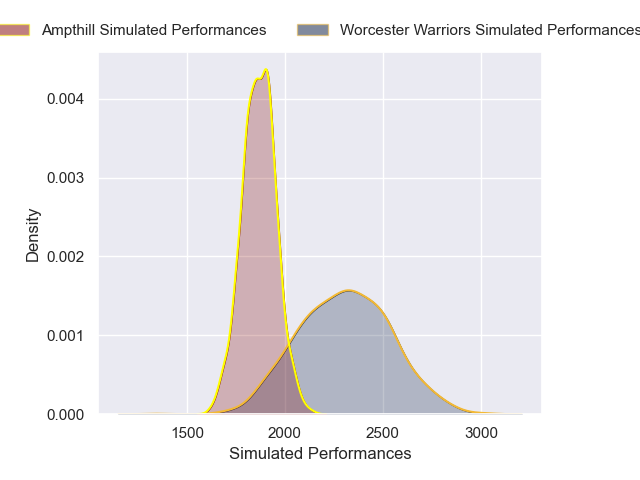 Ampthill Simulated Performances
Worcester Warriors Simulated Performances
0.004
0.003
0.002
0.001
0.000
Density
1500
2000
2500
3000
Simulated Performances